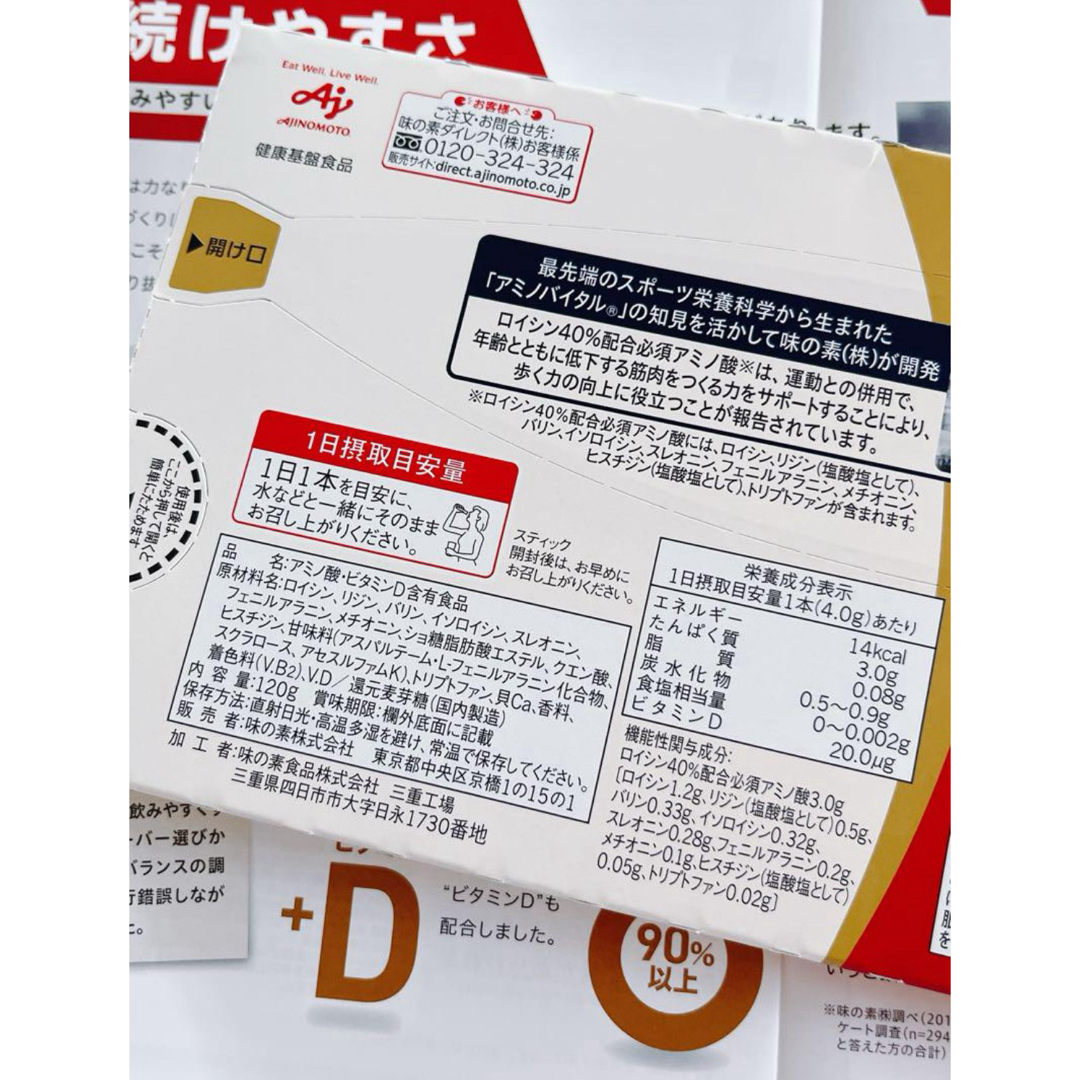 続けやすさ
みやすい
Eat Well, Live Well.
AJINOMOTO
健康基盤食品
お客様へ
ご注文・お問合せ先:
味の素ダイレクト(株)お客様係
0120-324-324
販売サイト:direct.ajinomoto.co.jp
▶開け口
最先端のスポーツ栄養科学から生まれた
「アミノバイタル®」の知見を活かして味の素(株)が開発
ロイシン40%配合必須アミノ酸※は、運動との併用で、
年齢とともに低下する筋肉をつくる力をサポートすることにより、
歩く力の向上に役立つことが報告されています。
※ロイシン40%配合必須アミノ酸には、ロイシン、リジン(塩酸塩として)、
バリン、イソロイシン、スレオニン、フェニルアラニン、メチオニン、
ヒスチジン(塩酸塩として)、トリプトファンが含まれます。
使用後は、
ここから押して開くと
簡単にたためます
1日摂取目安量
1日1本を目安に、
水などと一緒にそのまま
お召し上がりください。
スティック
開封後は、お早めに
お召し上がりください。
品 名:アミノ酸・ビタミンD含有食品
原材料名:ロイシン、リジン、バリン、イソロイシン、スレオニン、
フェニルアラニン、メチオニン、ショ糖脂肪酸エステル、クエン酸、
ヒスチジン、甘味料(アスパルテーム・L-フェニルアラニン化合物、
スクラロース、アセスルファムK)、トリプトファン、貝Ca、香料、
着色料(V.B2)、V.D/還元麦芽糖(国内製造)
内容量:120g 賞味期限:欄外底面に記載
保存方法:直射日光・高温多湿を避け、常温で保存してください。
販売者:味の素株式会社 東京都中央区京橋1の15の1
加工者:味の素食品株式会社 三重工場
三重県四日市市大字日永1730番地
栄養成分表示
1日摂取目安量1本(4.0g)あたり
エネルギー 14kcal
たんぱく質 3.0g
脂質 0.08g
炭水化物 0.5〜0.9g
食塩相当量 0〜0.002g
ビタミンD 20.0μg
機能性関与成分:
ロイシン40%配合必須アミノ酸3.0g
〔ロイシン1.2g、リジン(塩酸塩として)0.5g、
バリン0.33g、イソロイシン0.32g、
スレオニン0.28g、フェニルアラニン0.2g、
メチオニン0.1g、ヒスチジン(塩酸塩として)
0.05g、トリプトファン0.02g〕
飲みやすく
バー選びか
バランスの調
行錯誤しなが
+D
“ビタミンD”も
配合しました。
90%
以上
※味の素㈱調べ(201
ケート調査(n=294
と答えた方の合計)